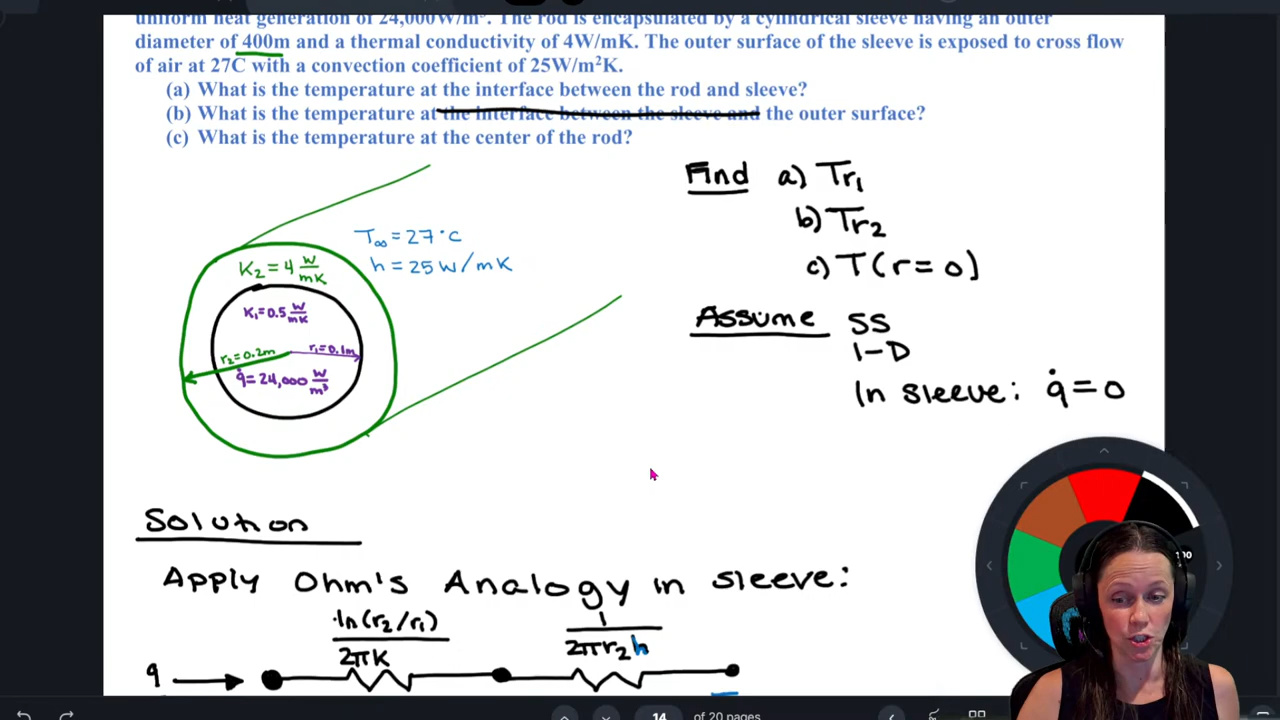 uniform heat generation of 24,000W/m³. The rod is encapsulated by a cylindrical sleeve having an outer
diameter of 400m and a thermal conductivity of 4W/mK. The outer surface of the sleeve is exposed to cross flow
of air at 27C with a convection coefficient of 25W/m²K.
(a) What is the temperature at the interface between the rod and sleeve?
(b) What is the temperature at the interface between the sleeve and the outer surface?
(c) What is the temperature at the center of the rod?
Find a) Tr₁
b) Tr₂
c) T(r=0)
T∞ = 27°C
h = 25 W/mK
K₂ = 4 W/mK
K₁=0.5 W/mK
r₂=0.2m
r₁=0.1m
q̇=24,000 W/m³
Assume SS
1-D
In sleeve: q̇=0
Solution
Apply Ohm's Analogy in sleeve:
ln(r₂/r₁)
2πK
1
2πr₂h
q
14 of 20 pages